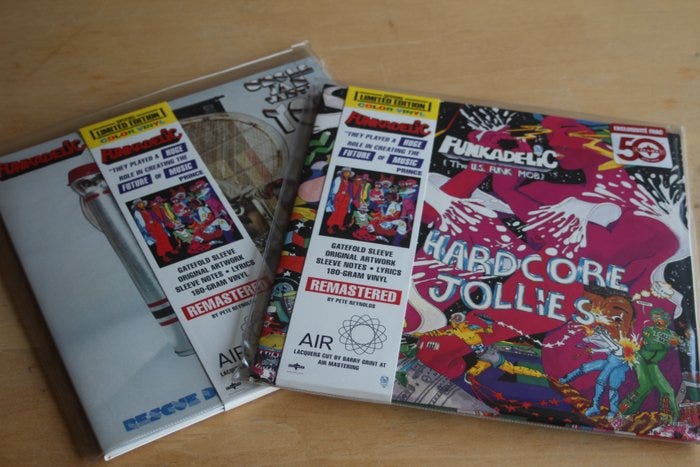 FUNKADELIC
LIMITED EDITION
COLOR VINYL
FUNKADELIC
"THEY PLAYED A HUGE
ROLE IN CREATING THE
FUTURE OF MUSIC"
PRINCE
GATEFOLD SLEEVE
ORIGINAL ARTWORK
SLEEVE NOTES • LYRICS
180-GRAM VINYL
REMASTERED
BY PETE REYNOLDS
AIR
LACQUERS CUT BY
AIR
LIMITED EDITION
COLOR VINYL
FUNKADELIC
"THEY PLAYED A HUGE
ROLE IN CREATING THE
FUTURE OF MUSIC"
PRINCE
GATEFOLD SLEEVE
ORIGINAL ARTWORK
SLEEVE NOTES • LYRICS
180-GRAM VINYL
REMASTERED
BY PETE REYNOLDS
AIR
LACQUERS CUT BY BARRY GRINT AT
AIR MASTERING
FUNKADELIC
(The U.S. FUNK MOB)
HARDCORE
JOLLIES
50